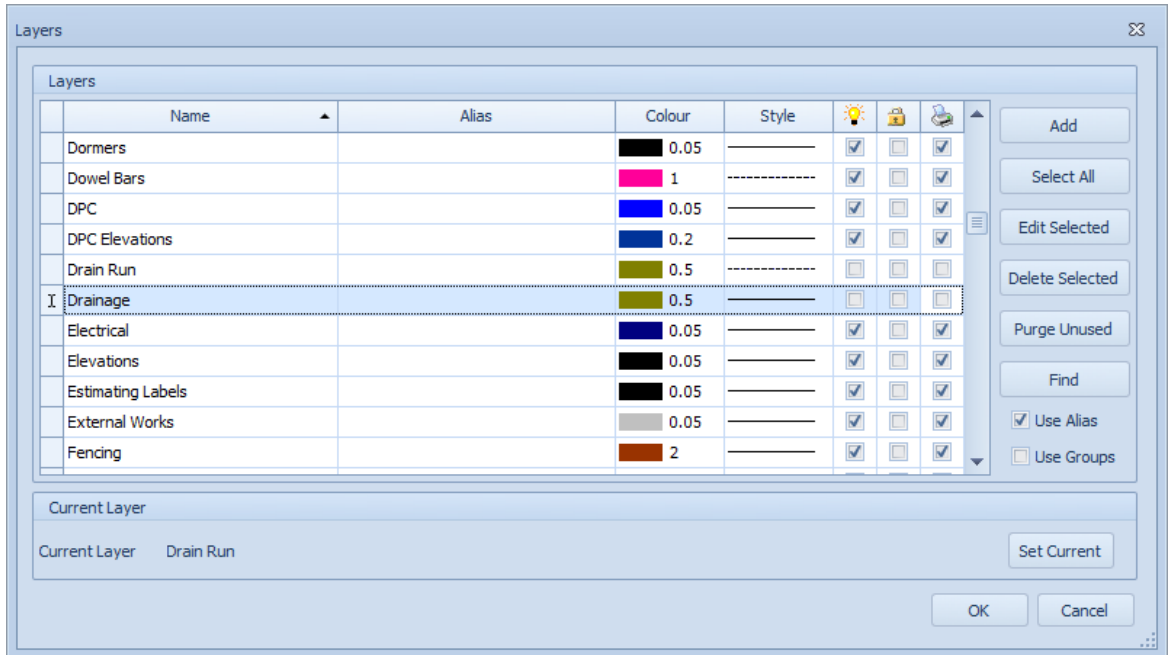 Layers
Layers
Name Alias Colour Style
Dormers 0.05
Dowel Bars 1
DPC 0.05
DPC Elevations 0.2
Drain Run 0.5
Drainage 0.5
Electrical 0.05
Elevations 0.05
Estimating Labels 0.05
External Works 0.05
Fencing 2
Add
Select All
Edit Selected
Delete Selected
Purge Unused
Find
Use Alias
Use Groups
Current Layer
Current Layer Drain Run
Set Current
OK Cancel